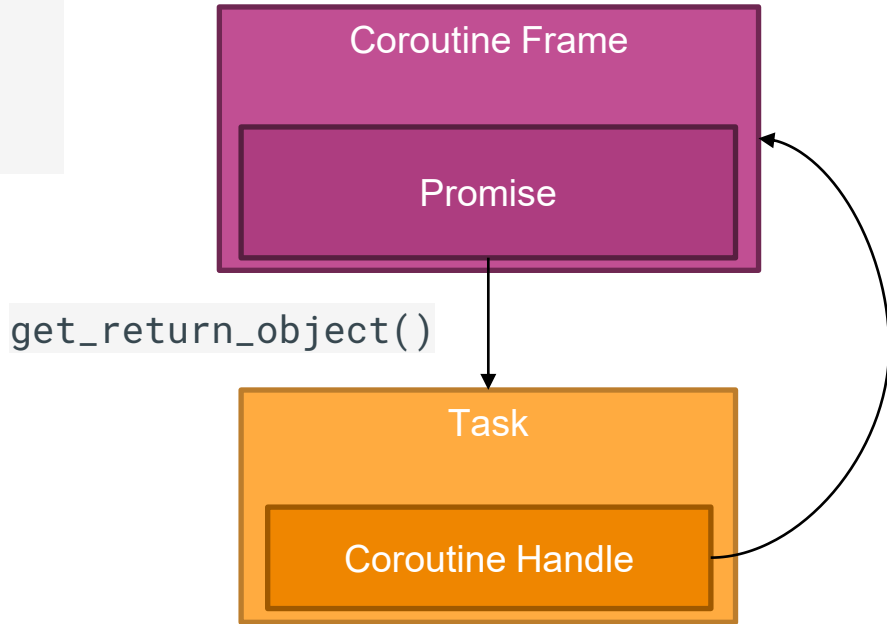 Coroutine Frame
Promise
get_return_object()
Task
Coroutine Handle